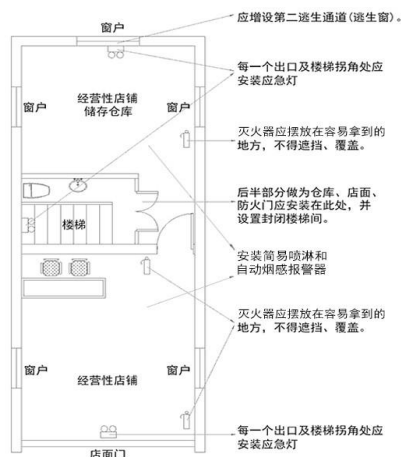 窗户
应增设第二逃生通道(逃生窗)。
每一个出口及楼梯拐角处应
安装应急灯
经营性店铺
储存仓库
窗户
窗户
灭火器应摆放在容易拿到的
地方，不得遮挡、覆盖。
后半部分做为仓库、店面、
防火门应安装在此处，并
设置封闭楼梯间。
楼梯
安装简易喷淋和
自动烟感报警器
灭火器应摆放在容易拿到的
地方，不得遮挡、覆盖。
窗户
经营性店铺
窗户
每一个出口及楼梯拐角处应
安装应急灯
店面门